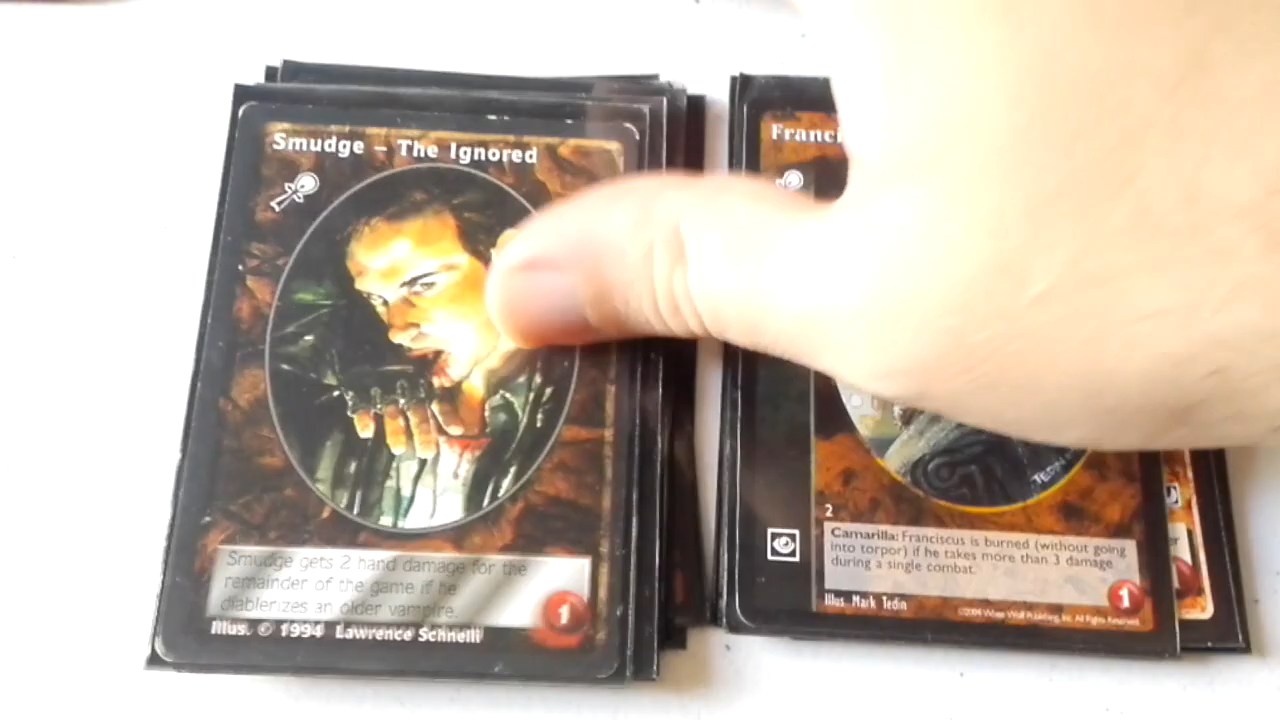 Smudge – The Ignored
Smudge gets 2 hand damage for the
remainder of the game if he
diablerizes an older vampire.
1
Illus. © 1994 Lawrence Schnelli
Franci
TEDIN
2
Camarilla: Franciscus is burned (without going
into torpor) if he takes more than 3 damage
during a single combat.
1
Illus. Mark Tedin
©2004 White Wolf Publishing, Inc. All Rights Reserved.